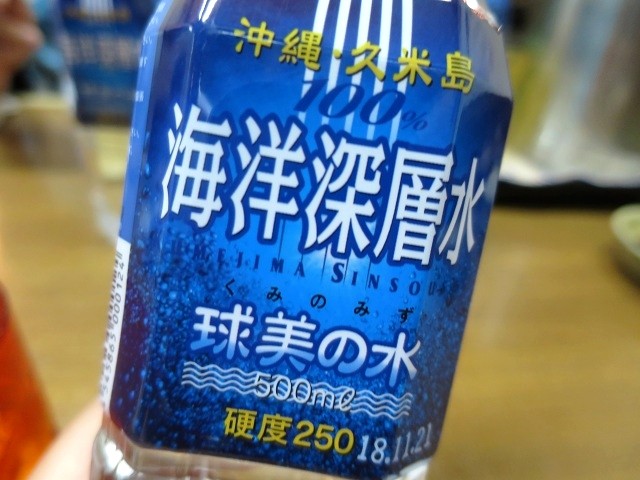 沖縄・久米島
100%
海洋深層水
くみのみず
球美の水
500mℓ
硬度250
18.11.21